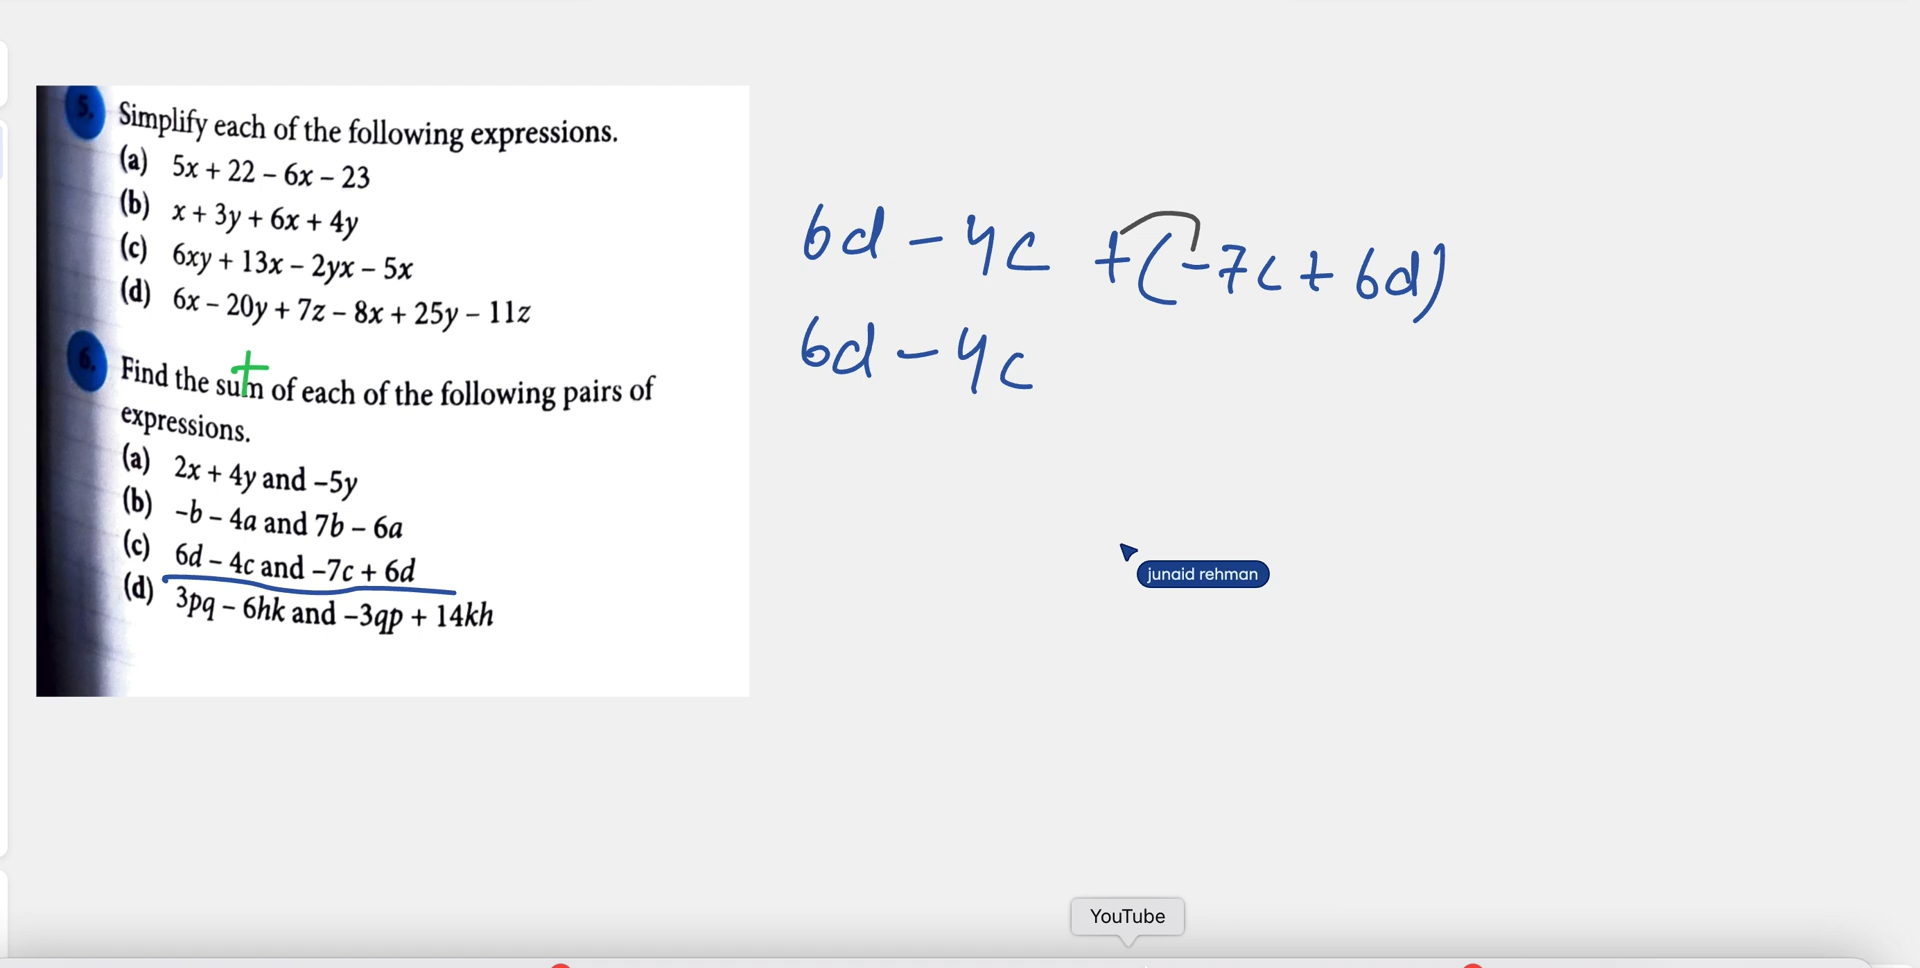 5. Simplify each of the following expressions.
(a) 5x + 22 – 6x – 23
(b) x + 3y + 6x + 4y
(c) 6xy + 13x – 2yx – 5x
(d) 6x – 20y + 7z – 8x + 25y – 11z
6. Find the sum of each of the following pairs of
expressions.
(a) 2x + 4y and –5y
(b) –b – 4a and 7b – 6a
(c) 6d – 4c and –7c + 6d
(d) 3pq – 6hk and –3qp + 14kh
+
6d – 4c + (–7c + 6d)
6d – 4c
junaid rehman
YouTube